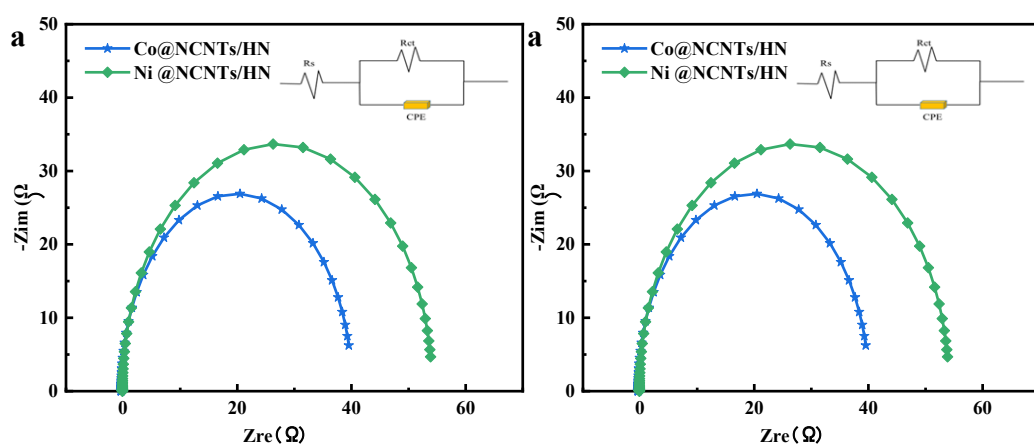 a
50
40
30
20
10
0
-Zim (Ω)
Co@NCNTs/HN
Ni @NCNTs/HN
Rs
Rct
CPE
0
20
40
60
Zre(Ω)
a
50
40
30
20
10
0
-Zim (Ω)
Co@NCNTs/HN
Ni @NCNTs/HN
Rs
Rct
CPE
0
20
40
60
Zre(Ω)